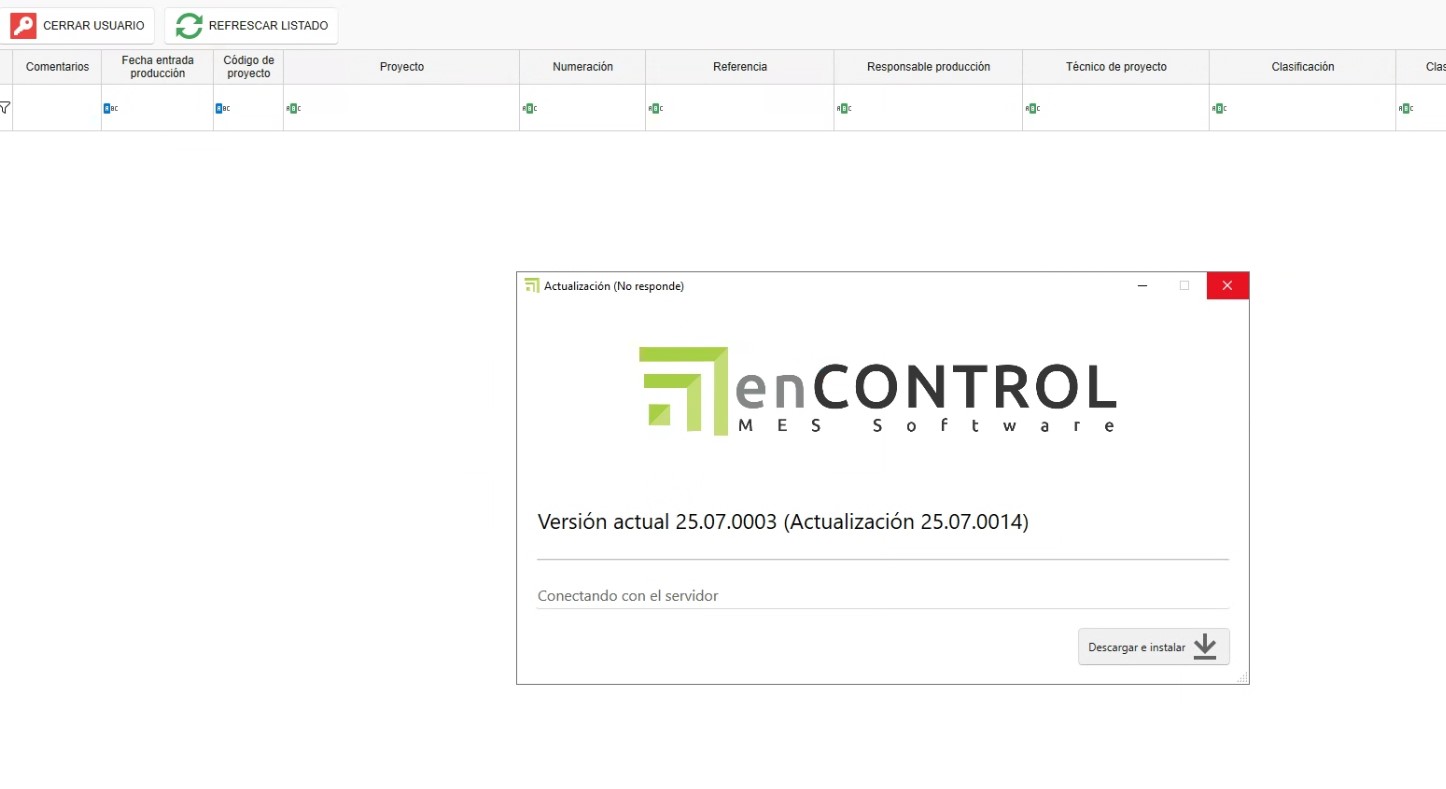 CERRAR USUARIO
REFRESCAR LISTADO
Comentarios
Fecha entrada
producción
Código de
proyecto
Proyecto
Numeración
Referencia
Responsable producción
Técnico de proyecto
Clasificación
Clas
ABC
ABC
ABC
ABC
ABC
ABC
ABC
ABC
ABC
Actualización (No responde)
enCONTROL
MES Software
Versión actual 25.07.0003 (Actualización 25.07.0014)
Conectando con el servidor
Descargar e instalar